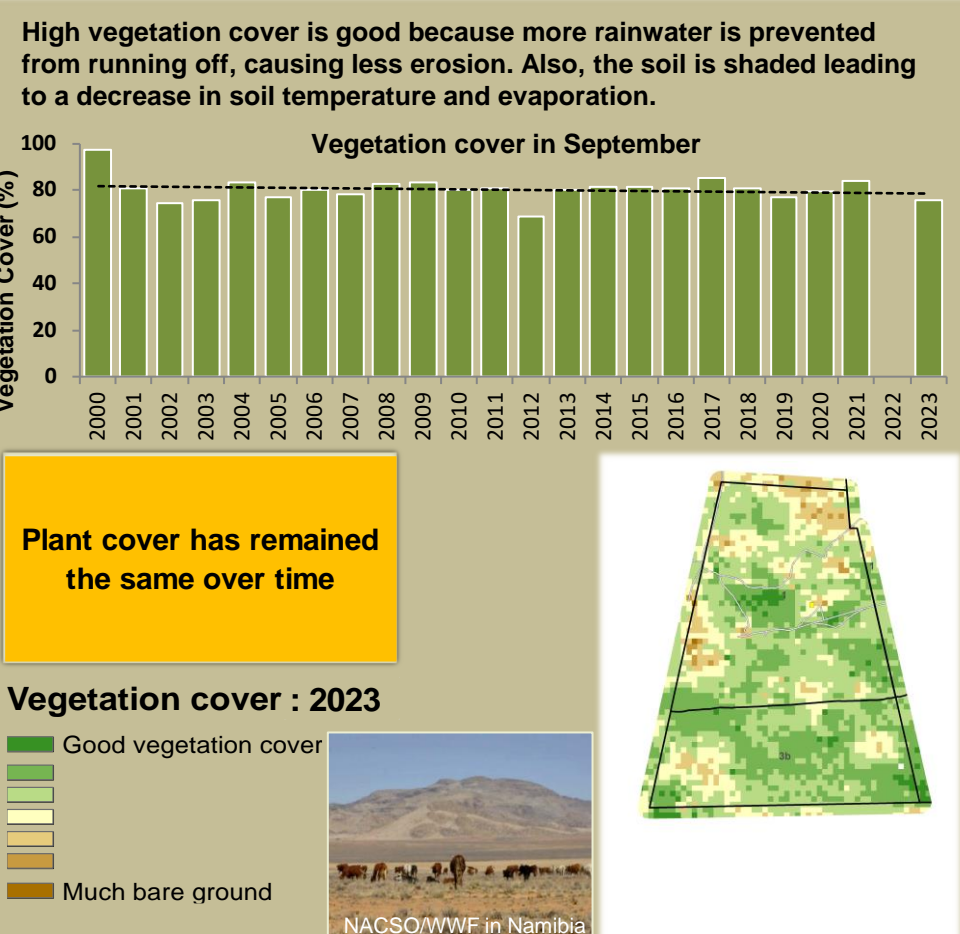 High vegetation cover is good because more rainwater is prevented
from running off, causing less erosion. Also, the soil is shaded leading
to a decrease in soil temperature and evaporation.
Vegetation cover in September
Vegetation Cover (%)
100
80
60
40
20
0
2000
2001
2002
2003
2004
2005
2006
2007
2008
2009
2010
2011
2012
2013
2014
2015
2016
2017
2018
2019
2020
2021
2022
2023
Plant cover has remained
the same over time
Vegetation cover : 2023
Good vegetation cover
Much bare ground
NACSO/WWF in Namibia
1
3b